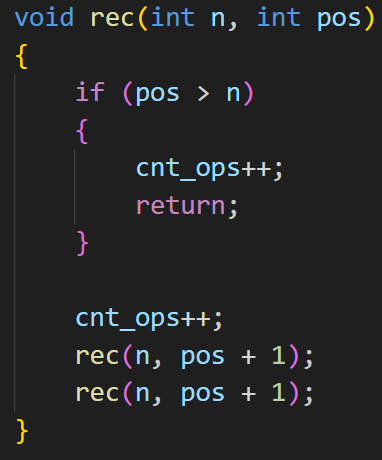 void rec(int n, int pos)
{
    if (pos > n)
    {
        cnt_ops++;
        return;
    }

    cnt_ops++;
    rec(n, pos + 1);
    rec(n, pos + 1);
}